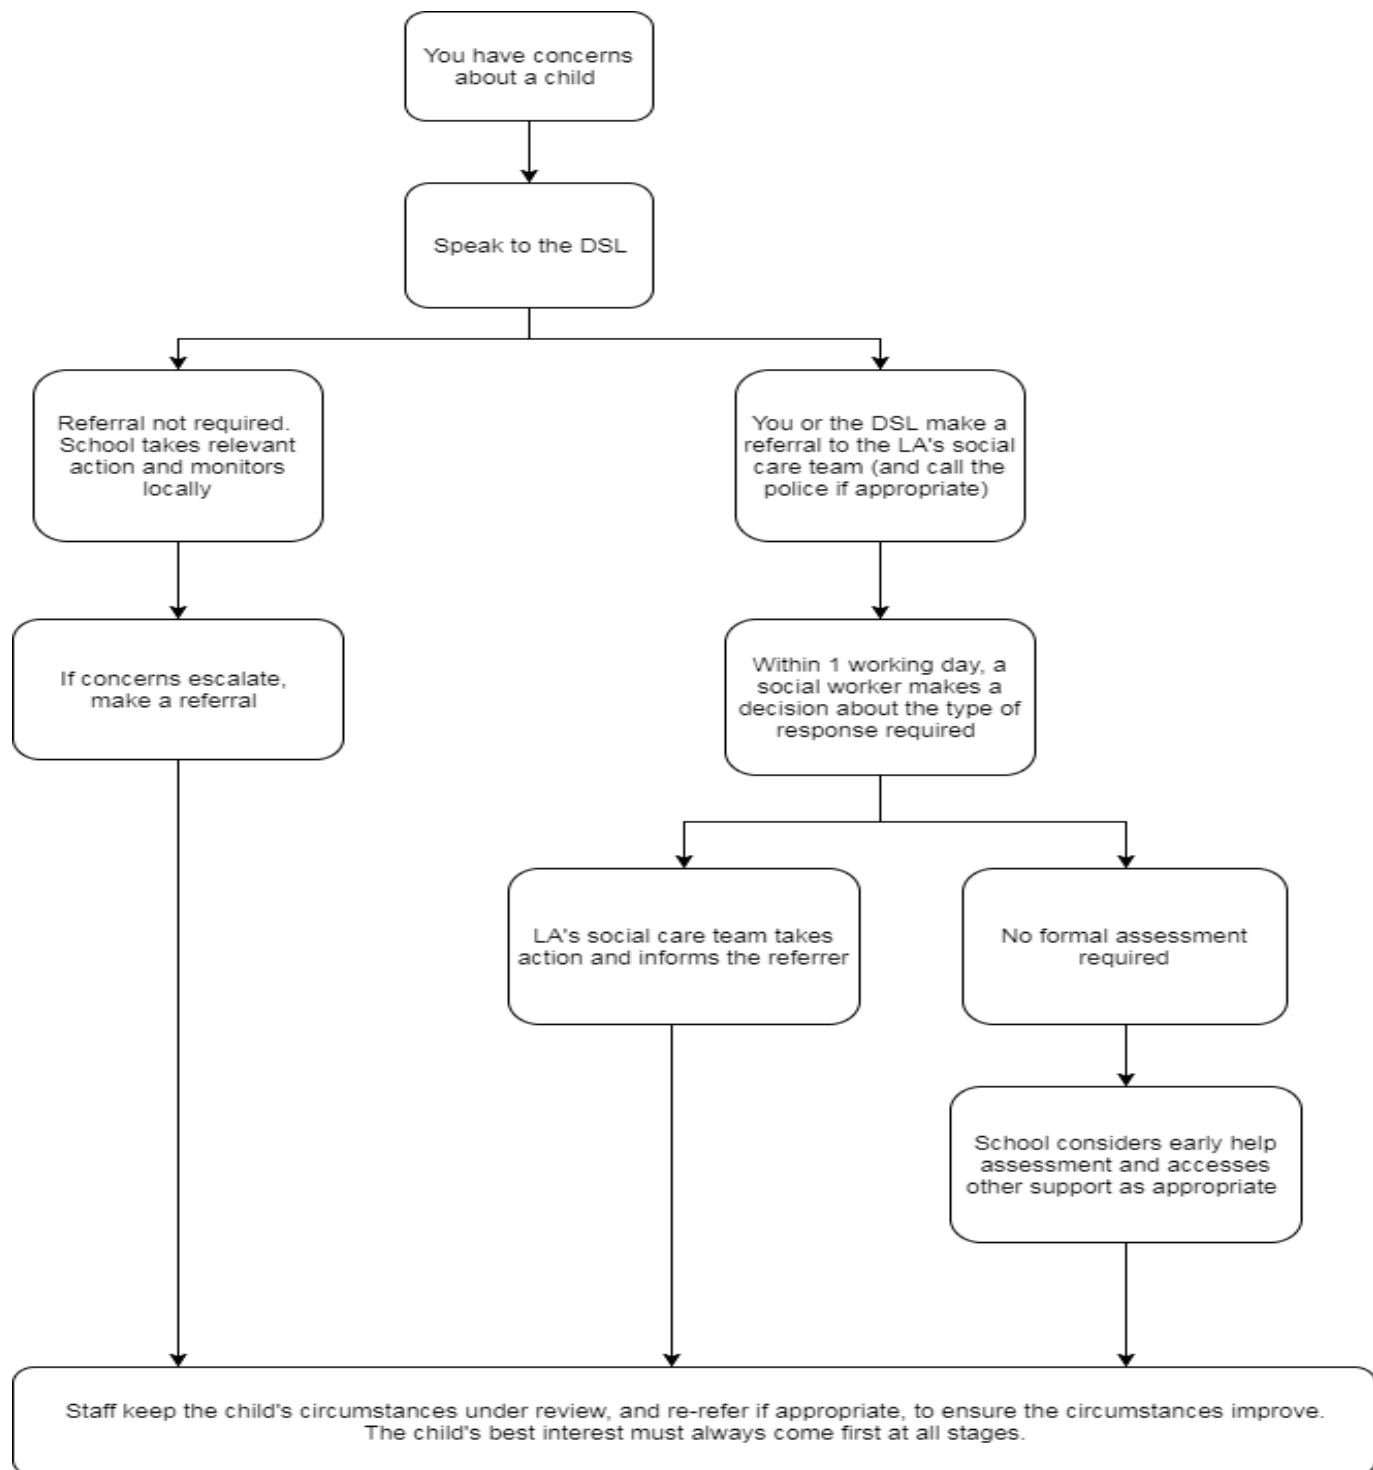 You have concerns
about a child
Speak to the DSL
Referral not required.
School takes relevant
action and monitors
locally
You or the DSL make a
referral to the LA's social
care team (and call the
police if appropriate)
If concerns escalate,
make a referral
Within 1 working day, a
social worker makes a
decision about the type of
response required
LA's social care team takes
action and informs the referrer
No formal assessment
required
School considers early help
assessment and accesses
other support as appropriate
Staff keep the child's circumstances under review, and re-refer if appropriate, to ensure the circumstances improve.
The child's best interest must always come first at all stages.